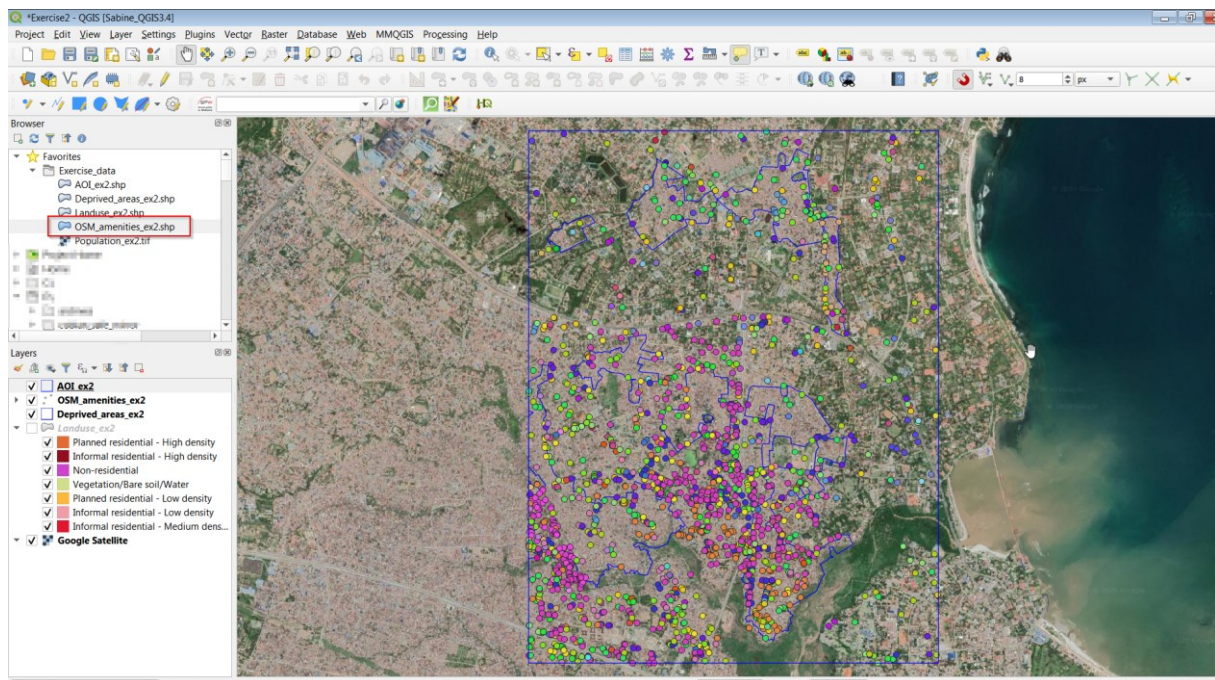 *Exercise2 - QGIS [Sabine_QGIS3.4]
Project Edit View Layer Settings Plugins Vector Raster Database Web MMQGIS Processing Help
8 px
Browser
Favorites
Exercise_data
AOI_ex2.shp
Deprived_areas_ex2.shp
Landuse_ex2.shp
OSM_amenities_ex2.shp
Population_ex2.tif
Layers
AOI_ex2
OSM_amenities_ex2
Deprived_areas_ex2
Landuse_ex2
Planned residential - High density
Informal residential - High density
Non-residential
Vegetation/Bare soil/Water
Planned residential - Low density
Informal residential - Low density
Informal residential - Medium dens...
Google Satellite